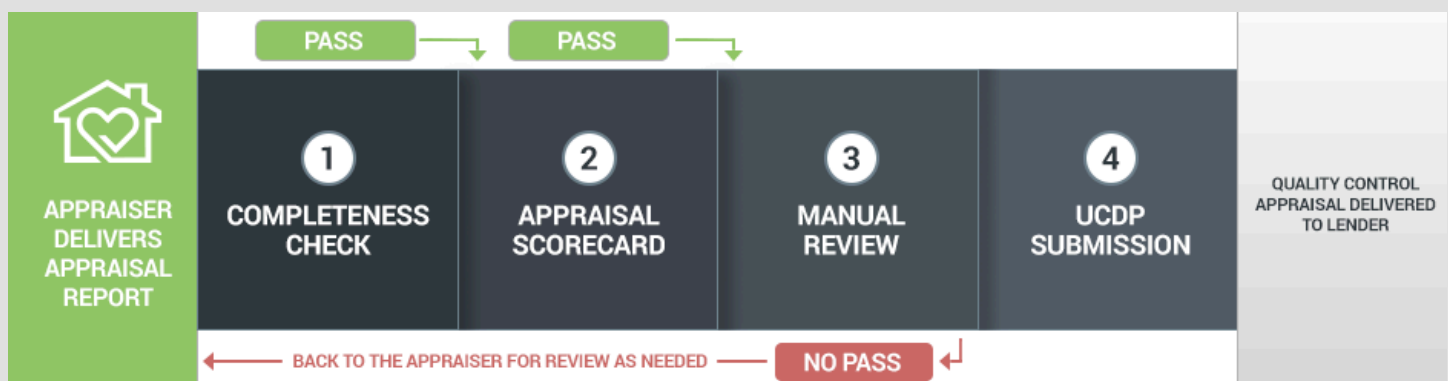 PASS
PASS
APPRAISER
DELIVERS
APPRAISAL
REPORT
1
COMPLETENESS
CHECK
2
APPRAISAL
SCORECARD
3
MANUAL
REVIEW
4
UCDP
SUBMISSION
QUALITY CONTROL
APPRAISAL DELIVERED
TO LENDER
BACK TO THE APPRAISER FOR REVIEW AS NEEDED
NO PASS